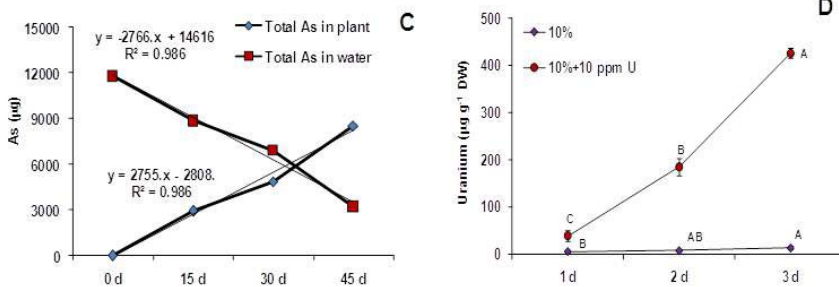 C
15000
12000
9000
6000
3000
0
As (µg)
y = -2766.x + 14616
R² = 0.986
Total As in plant
Total As in water
y = 2755.x - 2808.
R² = 0.986
0 d 15 d 30 d 45 d
D
500
400
300
200
100
0
Uranium (µg g⁻¹ DW)
10%
10%+10 ppm U
A
B
C
B
AB
A
1 d 2 d 3 d